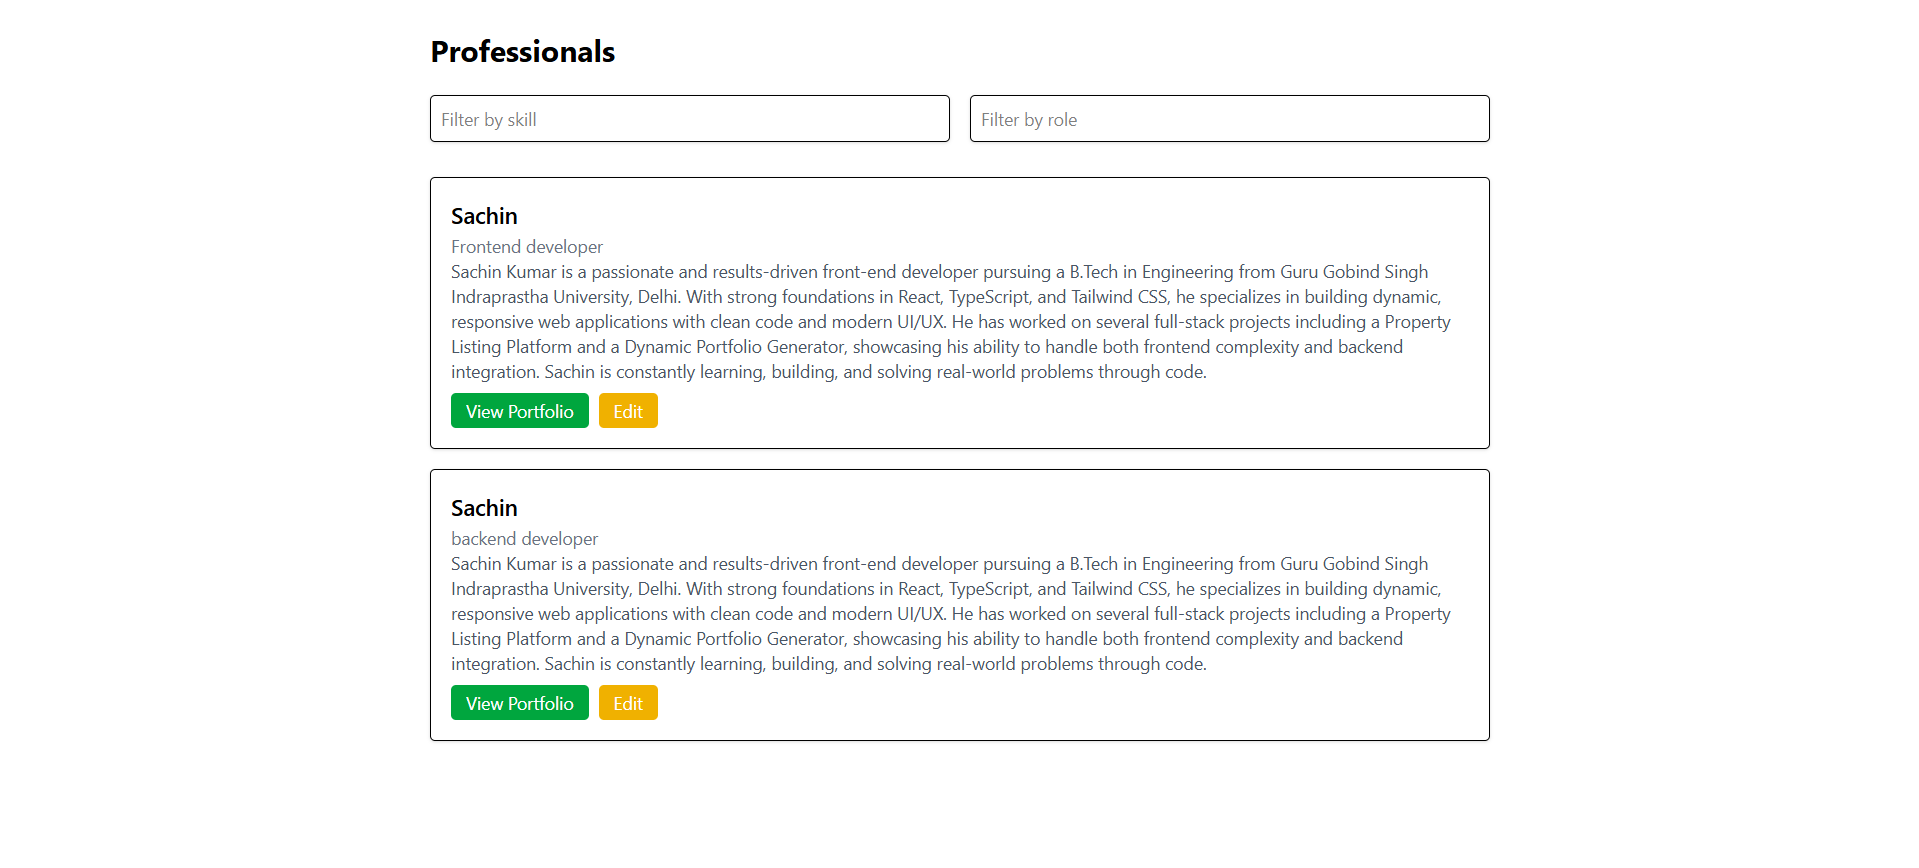 Professionals
Filter by skill
Filter by role
Sachin
Frontend developer
Sachin Kumar is a passionate and results-driven front-end developer pursuing a B.Tech in Engineering from Guru Gobind Singh
Indraprastha University, Delhi. With strong foundations in React, TypeScript, and Tailwind CSS, he specializes in building dynamic,
responsive web applications with clean code and modern UI/UX. He has worked on several full-stack projects including a Property
Listing Platform and a Dynamic Portfolio Generator, showcasing his ability to handle both frontend complexity and backend
integration. Sachin is constantly learning, building, and solving real-world problems through code.
View Portfolio
Edit
Sachin
backend developer
Sachin Kumar is a passionate and results-driven front-end developer pursuing a B.Tech in Engineering from Guru Gobind Singh
Indraprastha University, Delhi. With strong foundations in React, TypeScript, and Tailwind CSS, he specializes in building dynamic,
responsive web applications with clean code and modern UI/UX. He has worked on several full-stack projects including a Property
Listing Platform and a Dynamic Portfolio Generator, showcasing his ability to handle both frontend complexity and backend
integration. Sachin is constantly learning, building, and solving real-world problems through code.
View Portfolio
Edit